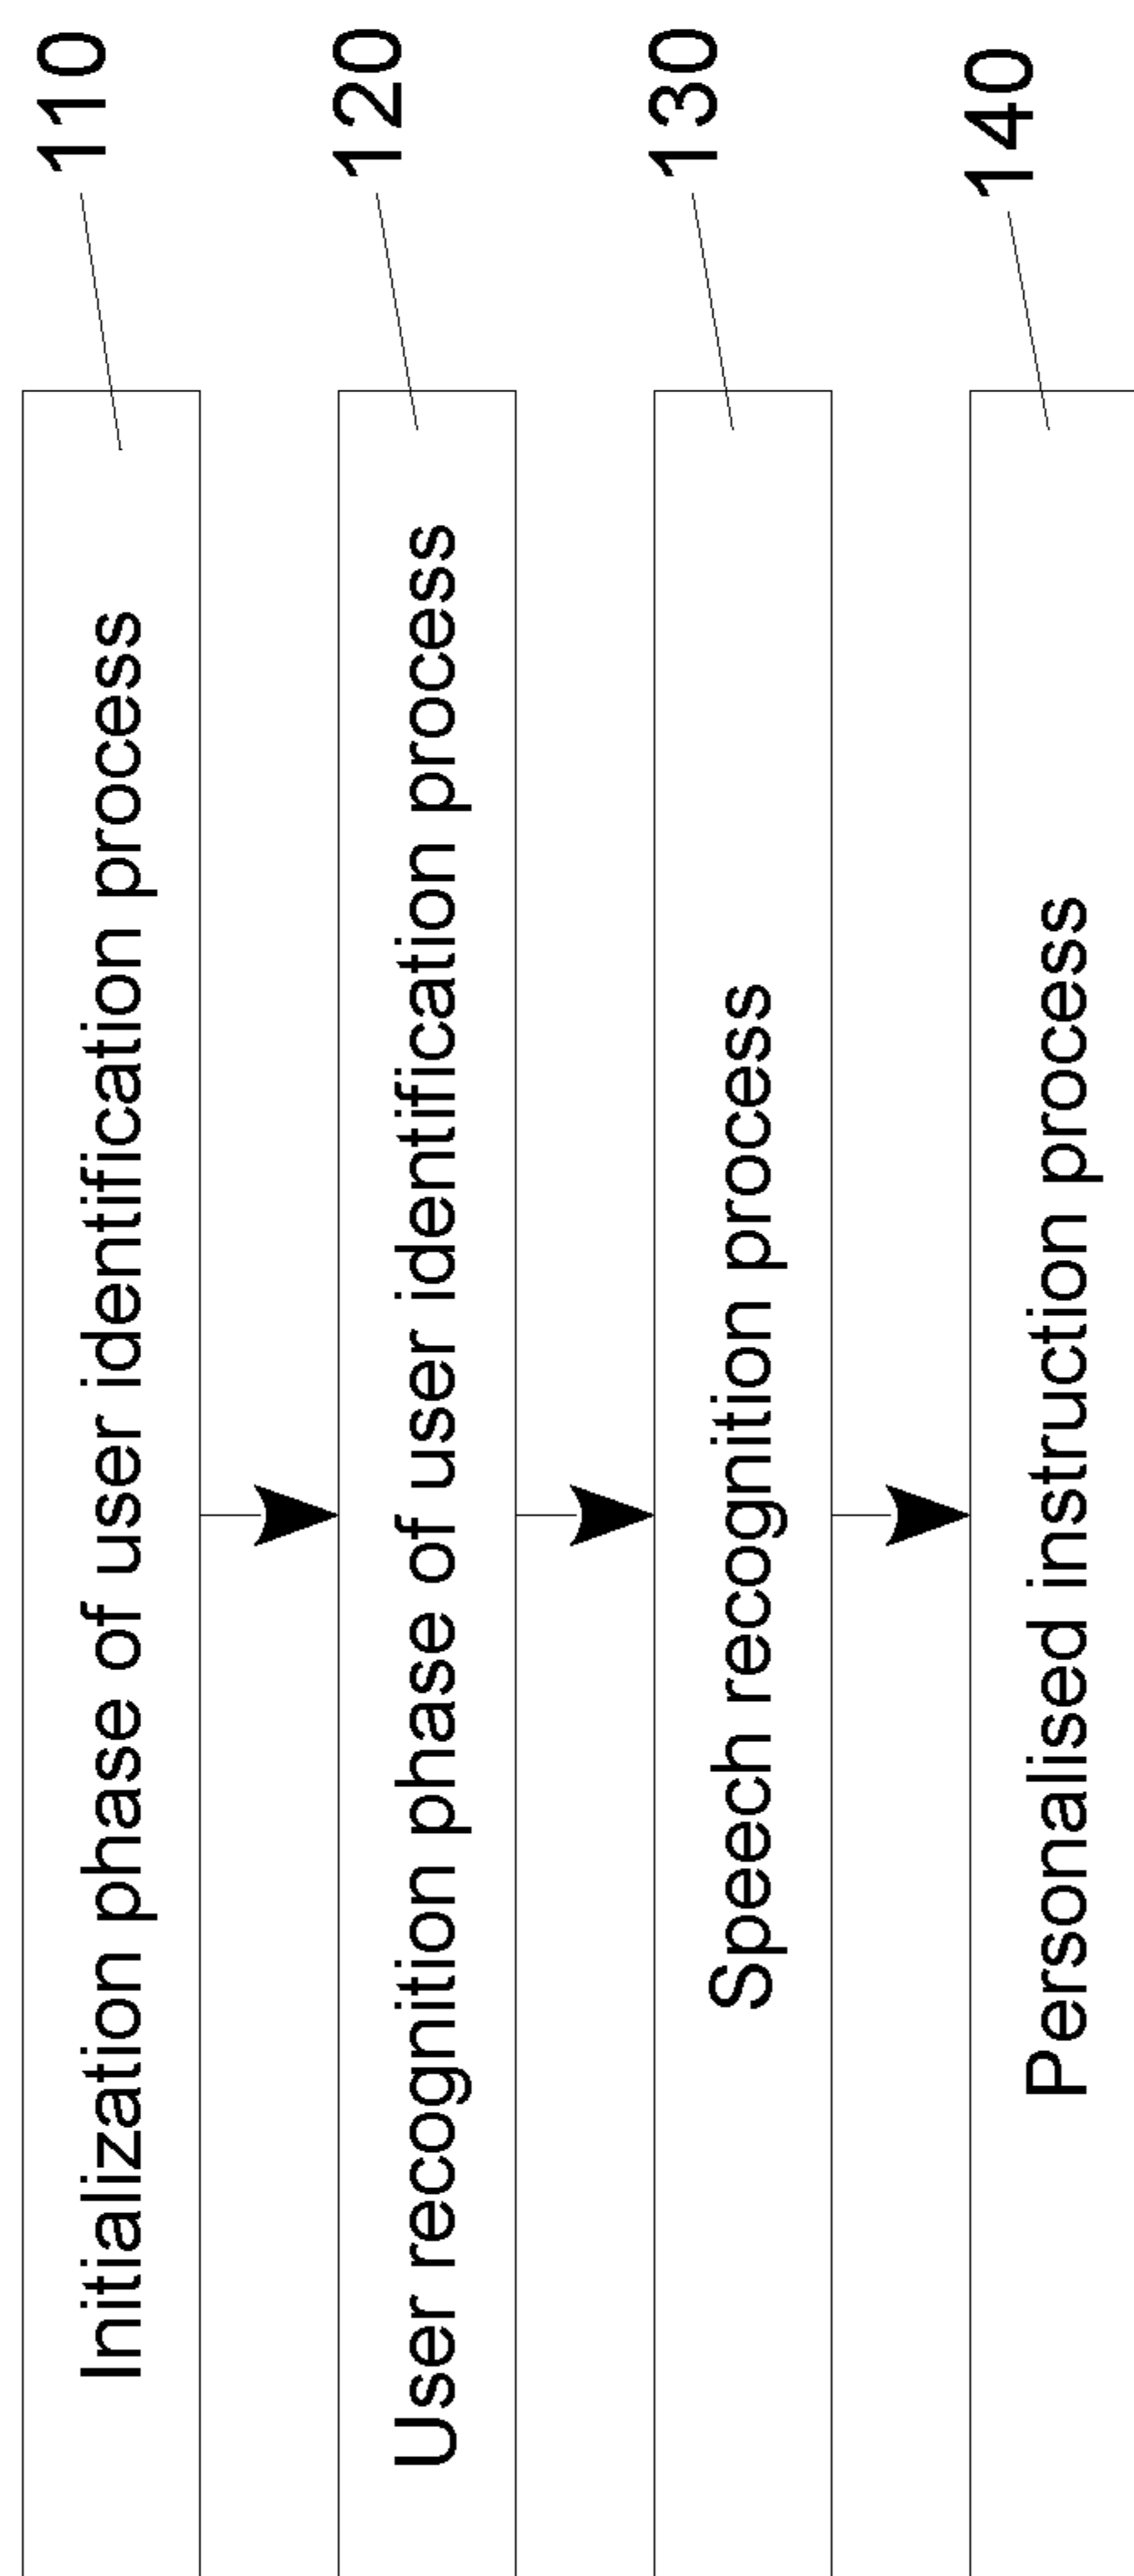 Initialization phase of user identification process
110
User recognition phase of user identification process
120
Speech recognition process
130
Personalised instruction process
140